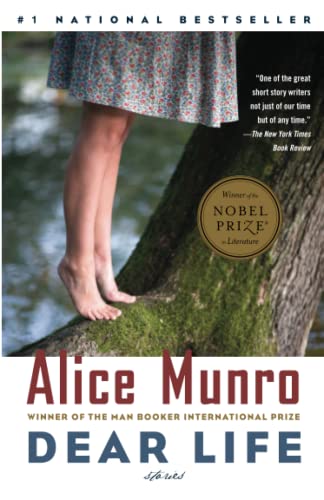 #1 NATIONAL BESTSELLER
"One of the great
short story writers
not just of our time
but of any time."
—The New York Times
Book Review
Winner of the
NOBEL
PRIZE®
in Literature
Alice Munro
WINNER OF THE MAN BOOKER INTERNATIONAL PRIZE
DEAR LIFE
stories